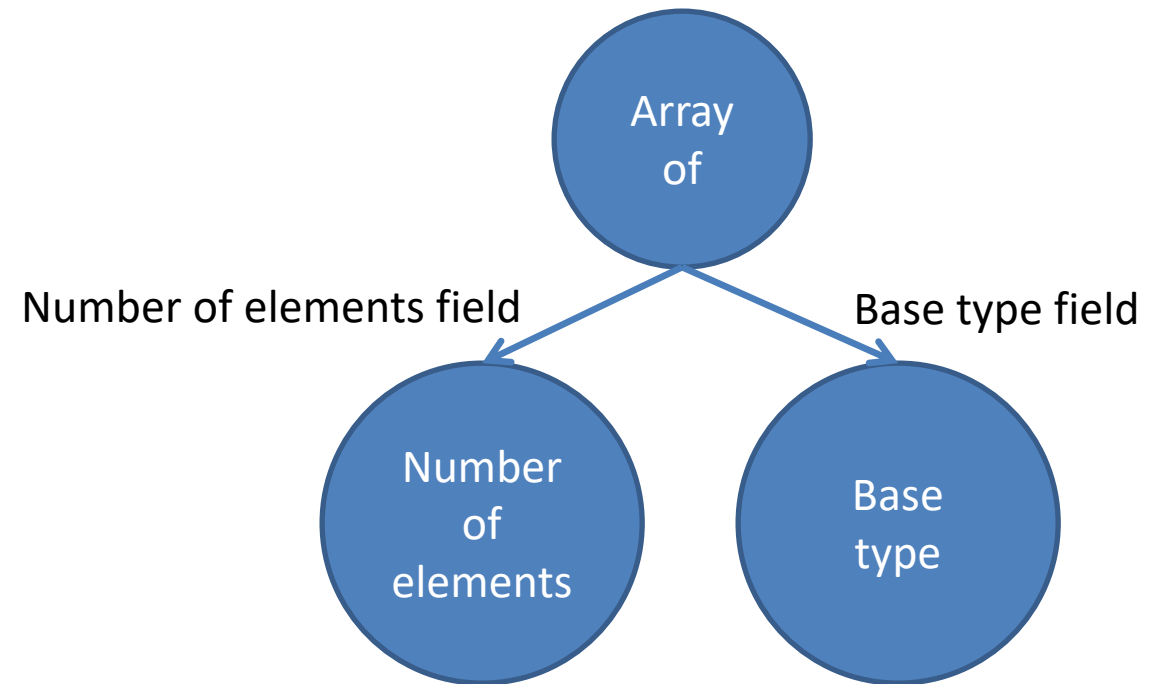 Array
of
Number of elements field
Base type field
Number
of
elements
Base
type